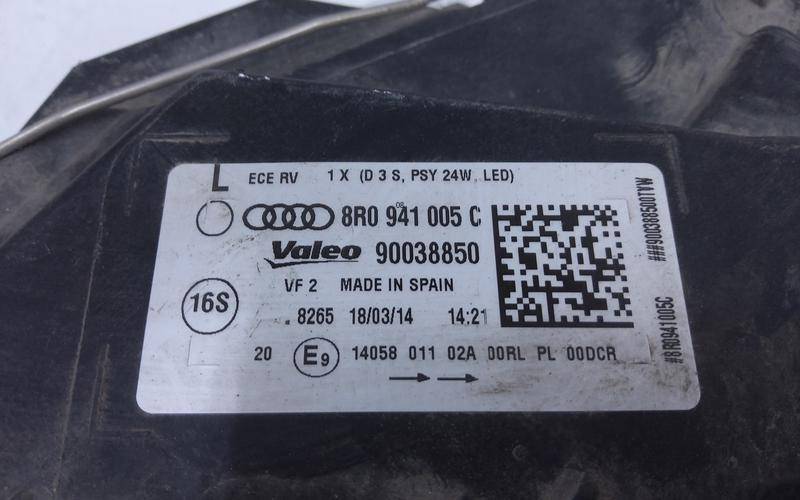 L ECE RV 1 X (D 3 S, PSY 24W, LED)
8R0 941 005 C
Valeo 90038850
VF 2 MADE IN SPAIN
16S
.8265 18/03/14 14:21
20 E9 14058 011 02A 00RL PL 00DCR
#8R0941005C